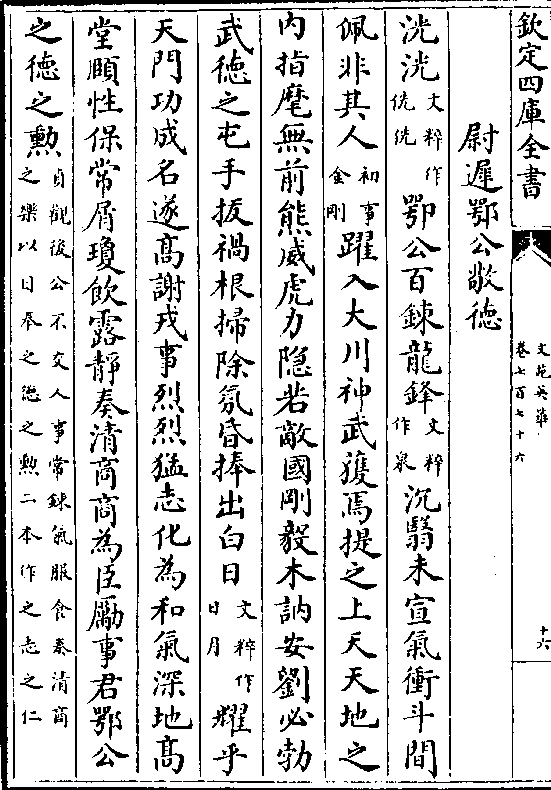 欽定四庫全書
文苑英華
卷七百七十六
十六
尉遲鄂公敬德
洸洸文粹作侊侊鄂公百鍊龍鋒文粹作泉沉翳未宣氣衝斗間
佩非其人初事金剛躍入大川神武獲焉提之上天天地之
内指麾無前熊威虎力隐若敵國剛毅木訥安劉必勃
武徳之屯手拔禍根掃除氛昏捧出白日文粹作日月耀乎
天門功成名遂髙謝戎事烈烈猛志化為和氣深地髙
堂頤性保常屑瓊飲露靜奏清商商為臣勵事君鄂公
之德之勲貞觀後公不交人事常鍊氣服食奏清商之樂以自奉之徳之勲二本作之志之仁